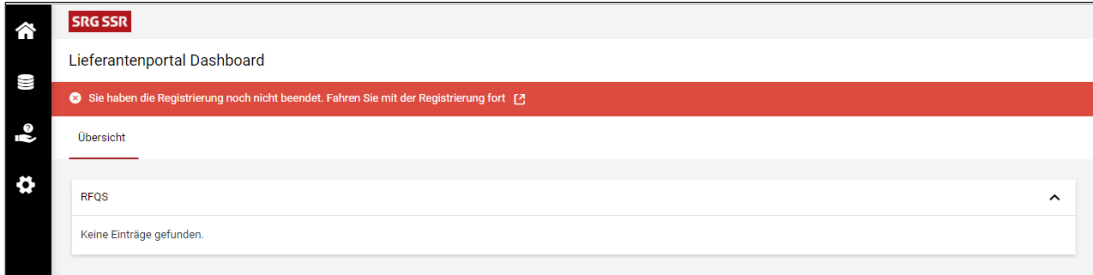 SRG SSR
Lieferantenportal Dashboard
Sie haben die Registrierung noch nicht beendet. Fahren Sie mit der Registrierung fort
Übersicht
RFQS
Keine Einträge gefunden.